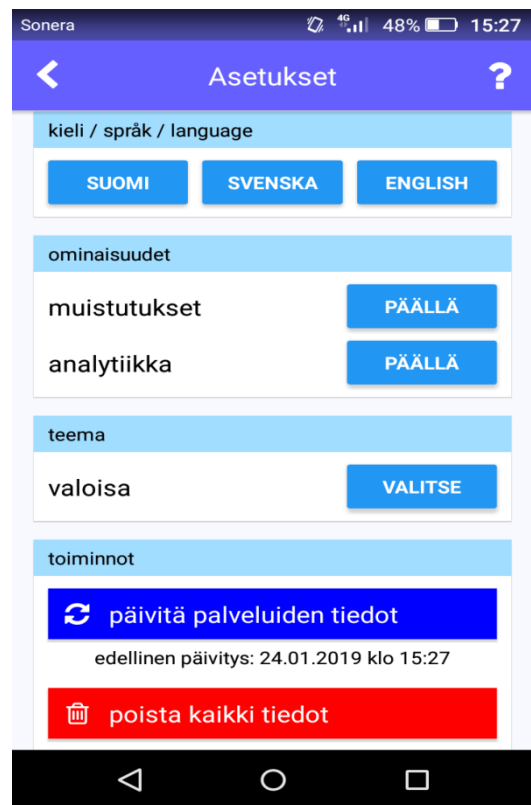 Sonera 4G 48% 15:27
Asetukset ?
kieli / språk / language
SUOMI SVENSKA ENGLISH
ominaisuudet
muistutukset PÄÄLLÄ
analytiikka PÄÄLLÄ
teema
valoisa VALITSE
toiminnot
päivitä palveluiden tiedot
edellinen päivitys: 24.01.2019 klo 15:27
poista kaikki tiedot